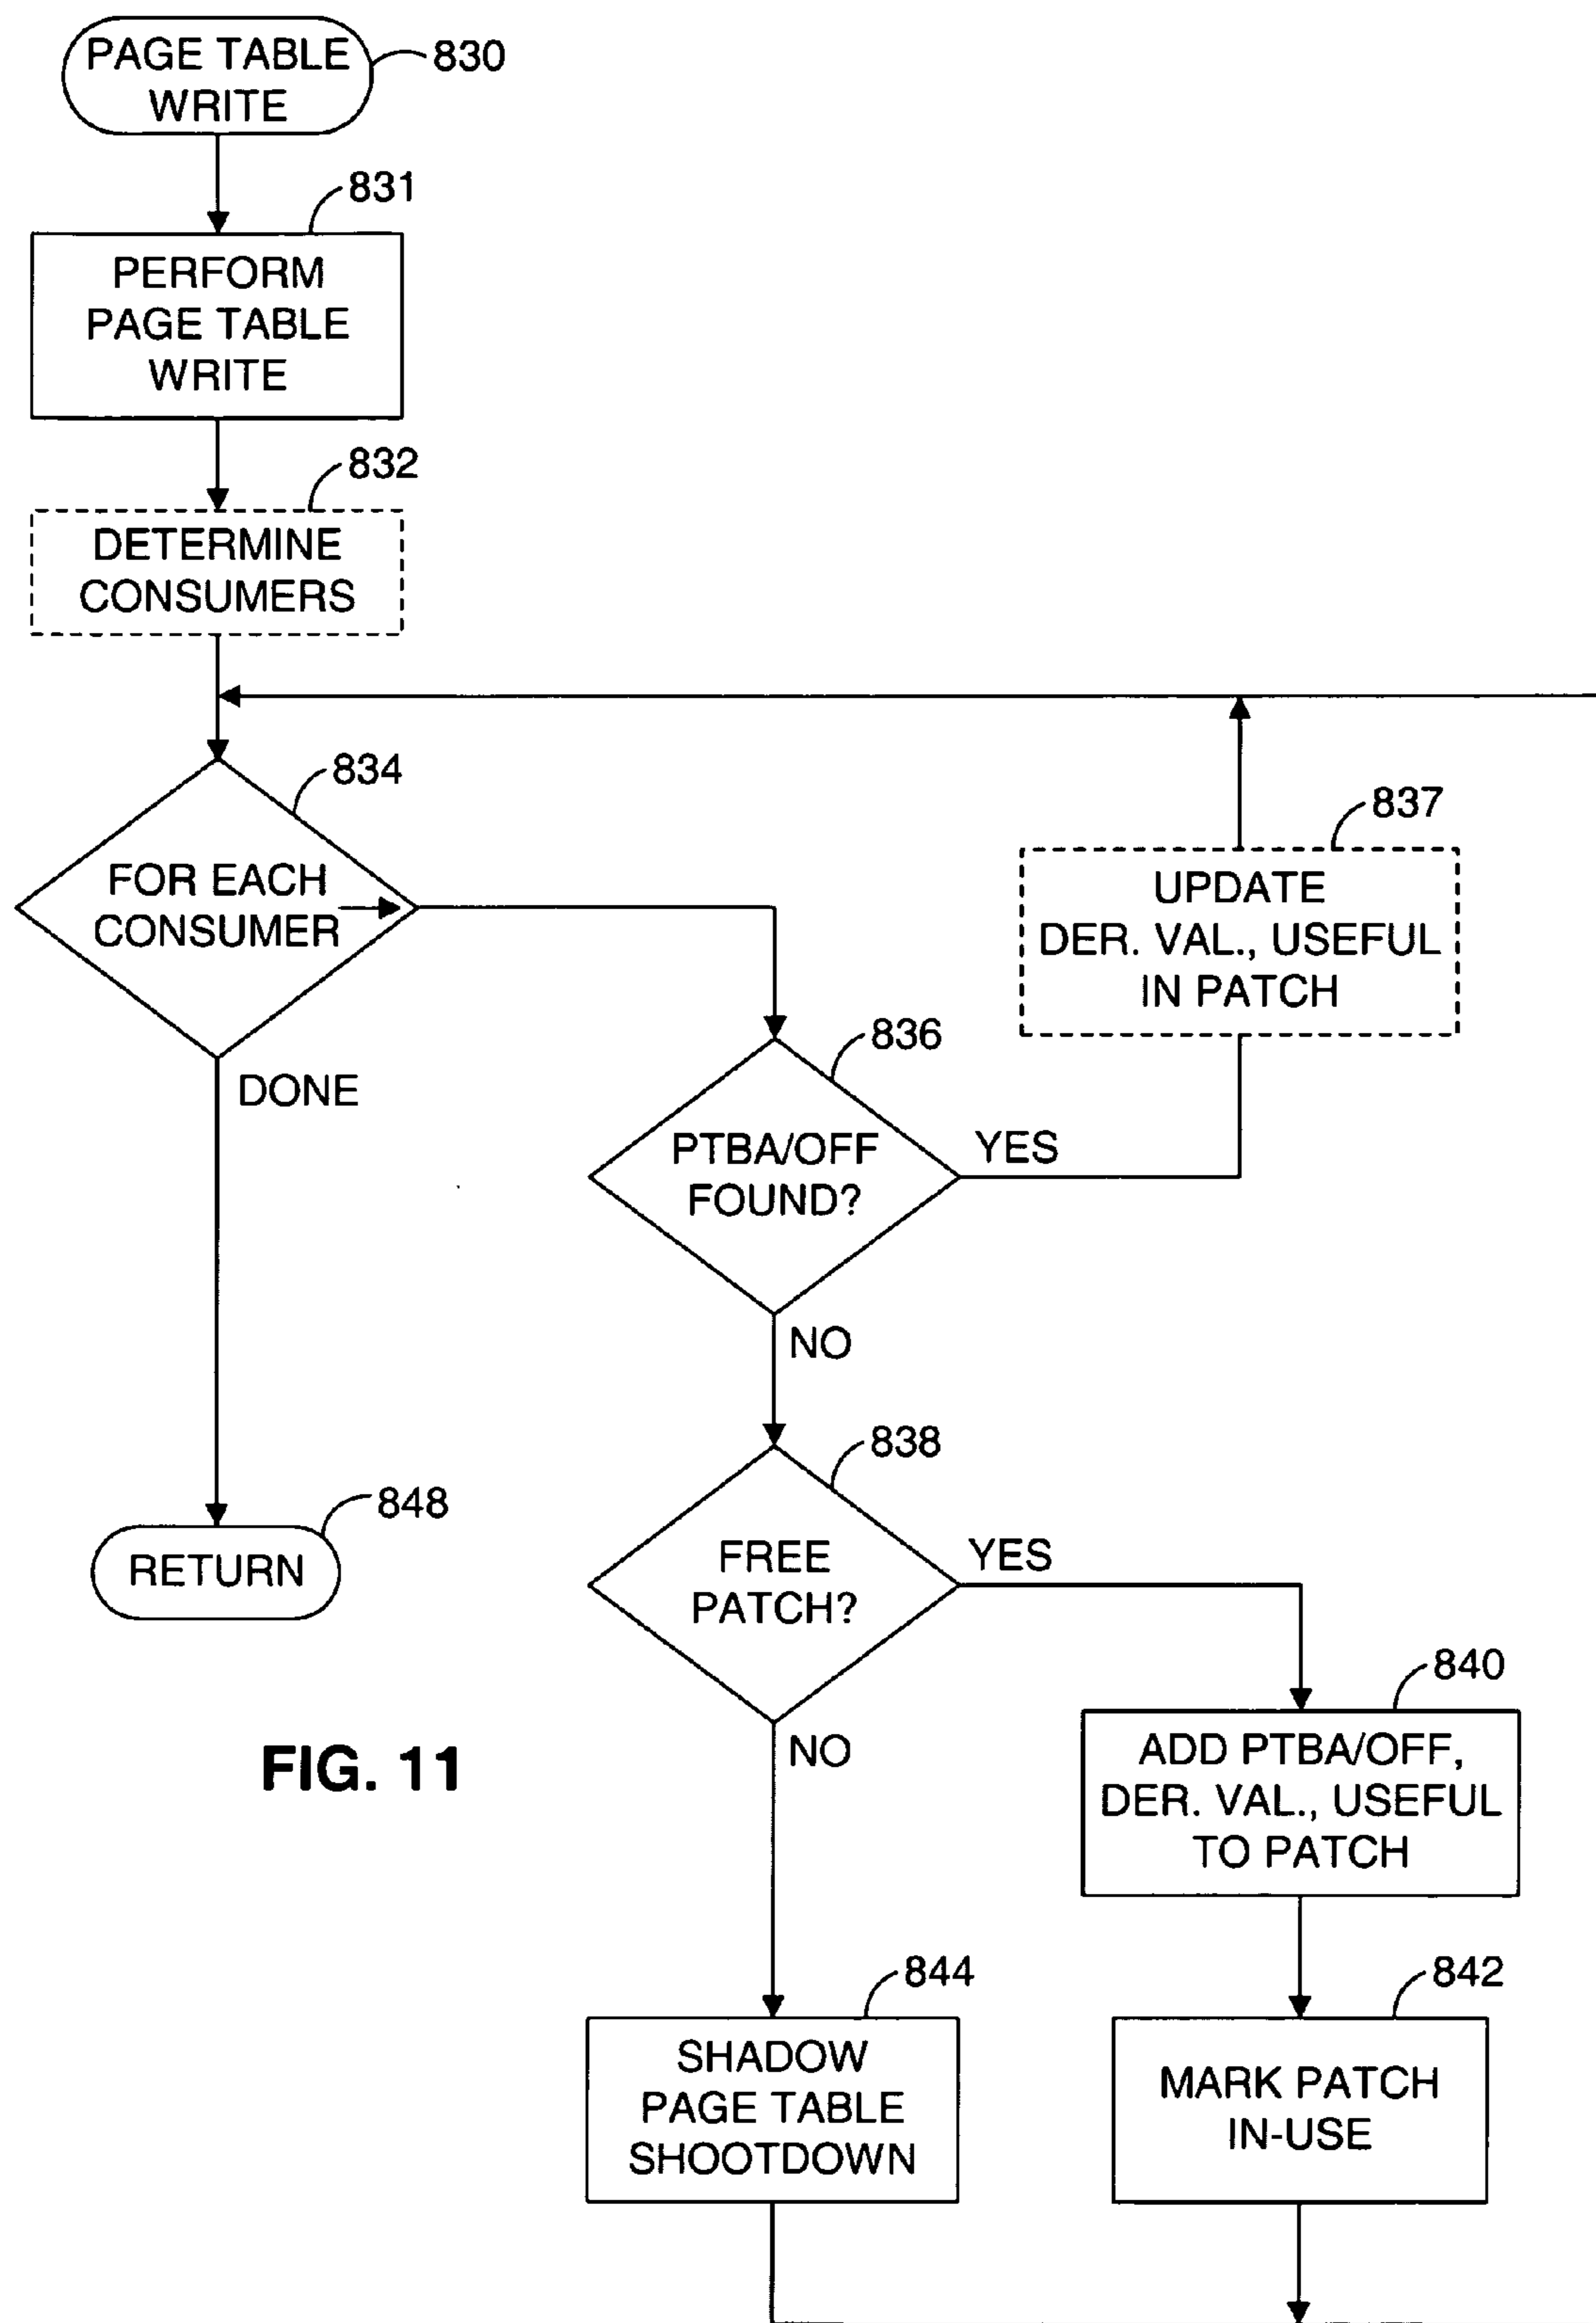 PAGE TABLE
WRITE
830
831
PERFORM
PAGE TABLE
WRITE
832
DETERMINE
CONSUMERS
834
FOR EACH
CONSUMER
DONE
837
UPDATE
DER. VAL., USEFUL
IN PATCH
836
PTBA/OFF
FOUND?
YES
NO
838
FREE
PATCH?
YES
NO
848
RETURN
840
ADD PTBA/OFF,
DER. VAL., USEFUL
TO PATCH
FIG. 11
844
SHADOW
PAGE TABLE
SHOOTDOWN
842
MARK PATCH
IN-USE